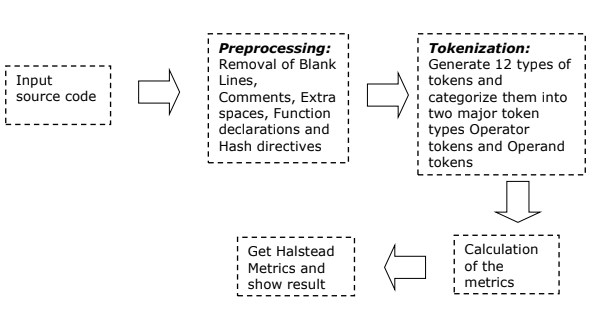 Input
source code
Preprocessing:
Removal of Blank
Lines,
Comments, Extra
spaces, Function
declarations and
Hash directives
Tokenization:
Generate 12 types of
tokens and
categorize them into
two major token
types Operator
tokens and Operand
tokens
Calculation
of the
metrics
Get Halstead
Metrics and
show result